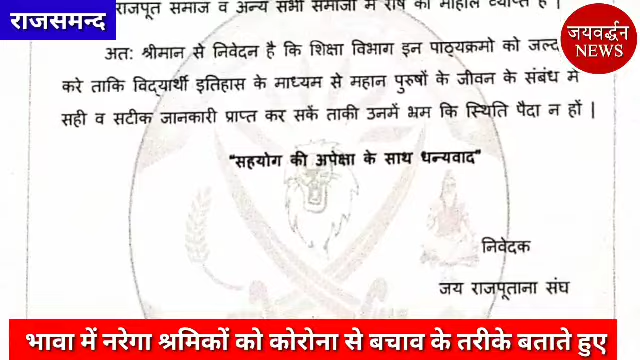 राजपूत समाज व अन्य सभी समाजो में रोष का माहोल व्याप्त है |
राजसमन्द
जयवर्द्धन
NEWS
अत: श्रीमान से निवेदन है कि शिक्षा विभाग इन पाठ्यक्रमो को जल्द
करे ताकि विद्यार्थी इतिहास के माध्यम से महान पुरुषों के जीवन के संबंध में
सही व सटीक जानकारी प्राप्त कर सकें ताकी उनमें भ्रम कि स्थिति पैदा न हों |
"सहयोग की अपेक्षा के साथ धन्यवाद"
निवेदक
जय राजपूताना संघ
भावा में नरेगा श्रमिकों को कोरोना से बचाव के तरीके बताते हुए